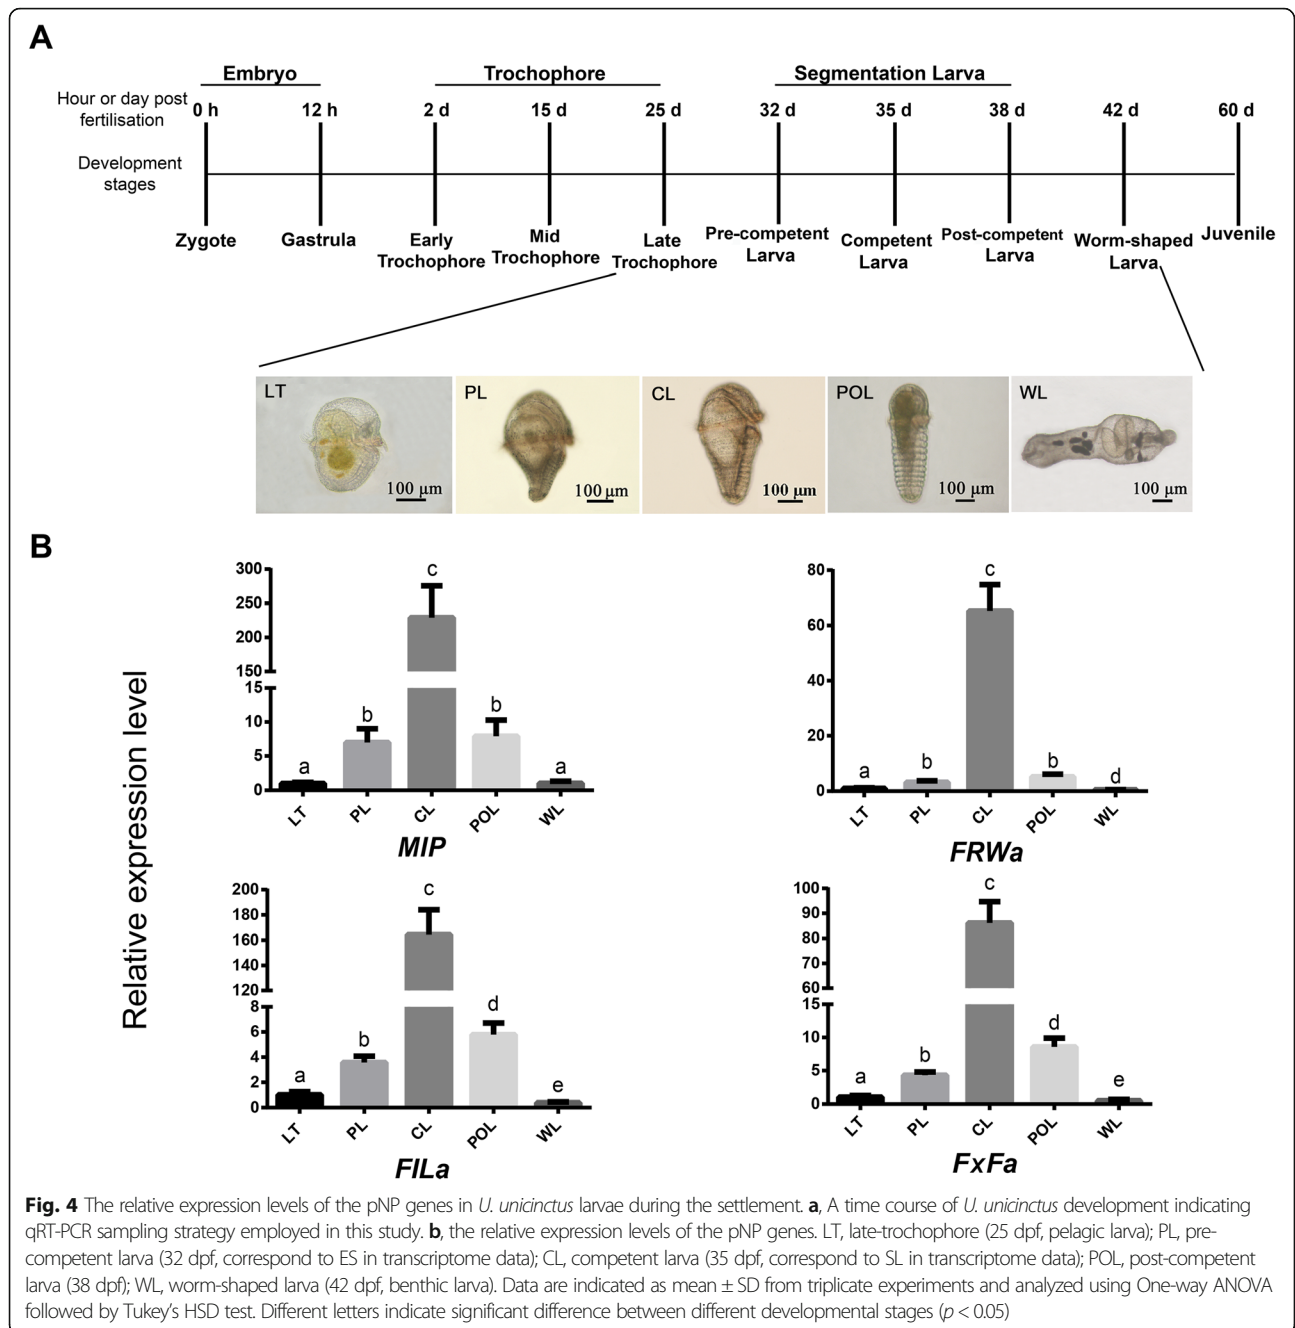 A
Embryo Trochophore Segmentation Larva
Hour or day post fertilisation 0 h 12 h 2 d 15 d 25 d 32 d 35 d 38 d 42 d 60 d
Development stages
Zygote Gastrula Early Trochophore Mid Trochophore Late Trochophore Pre-competent Larva Competent Larva Post-competent Larva Worm-shaped Larva Juvenile
LT PL CL POL WL
100 µm 100 µm 100 µm 100 µm 100 µm
B
Relative expression level
300
250
200
150
15
10
5
0
a b c b a
LT PL CL POL WL
MIP
80
60
40
20
0
a b c b d
LT PL CL POL WL
FRWa
200
180
160
140
120
8
6
4
2
0
a b c d e
LT PL CL POL WL
FILa
100
90
80
70
60
15
10
5
0
a b c d e
LT PL CL POL WL
FxFa
Fig. 4 The relative expression levels of the pNP genes in U. unicinctus larvae during the settlement. a, A time course of U. unicinctus development indicating
qRT-PCR sampling strategy employed in this study. b, the relative expression levels of the pNP genes. LT, late-trochophore (25 dpf, pelagic larva); PL, pre-
competent larva (32 dpf, correspond to ES in transcriptome data); CL, competent larva (35 dpf, correspond to SL in transcriptome data); POL, post-competent
larva (38 dpf); WL, worm-shaped larva (42 dpf, benthic larva). Data are indicated as mean ± SD from triplicate experiments and analyzed using One-way ANOVA
followed by Tukey's HSD test. Different letters indicate significant difference between different developmental stages (p < 0.05)